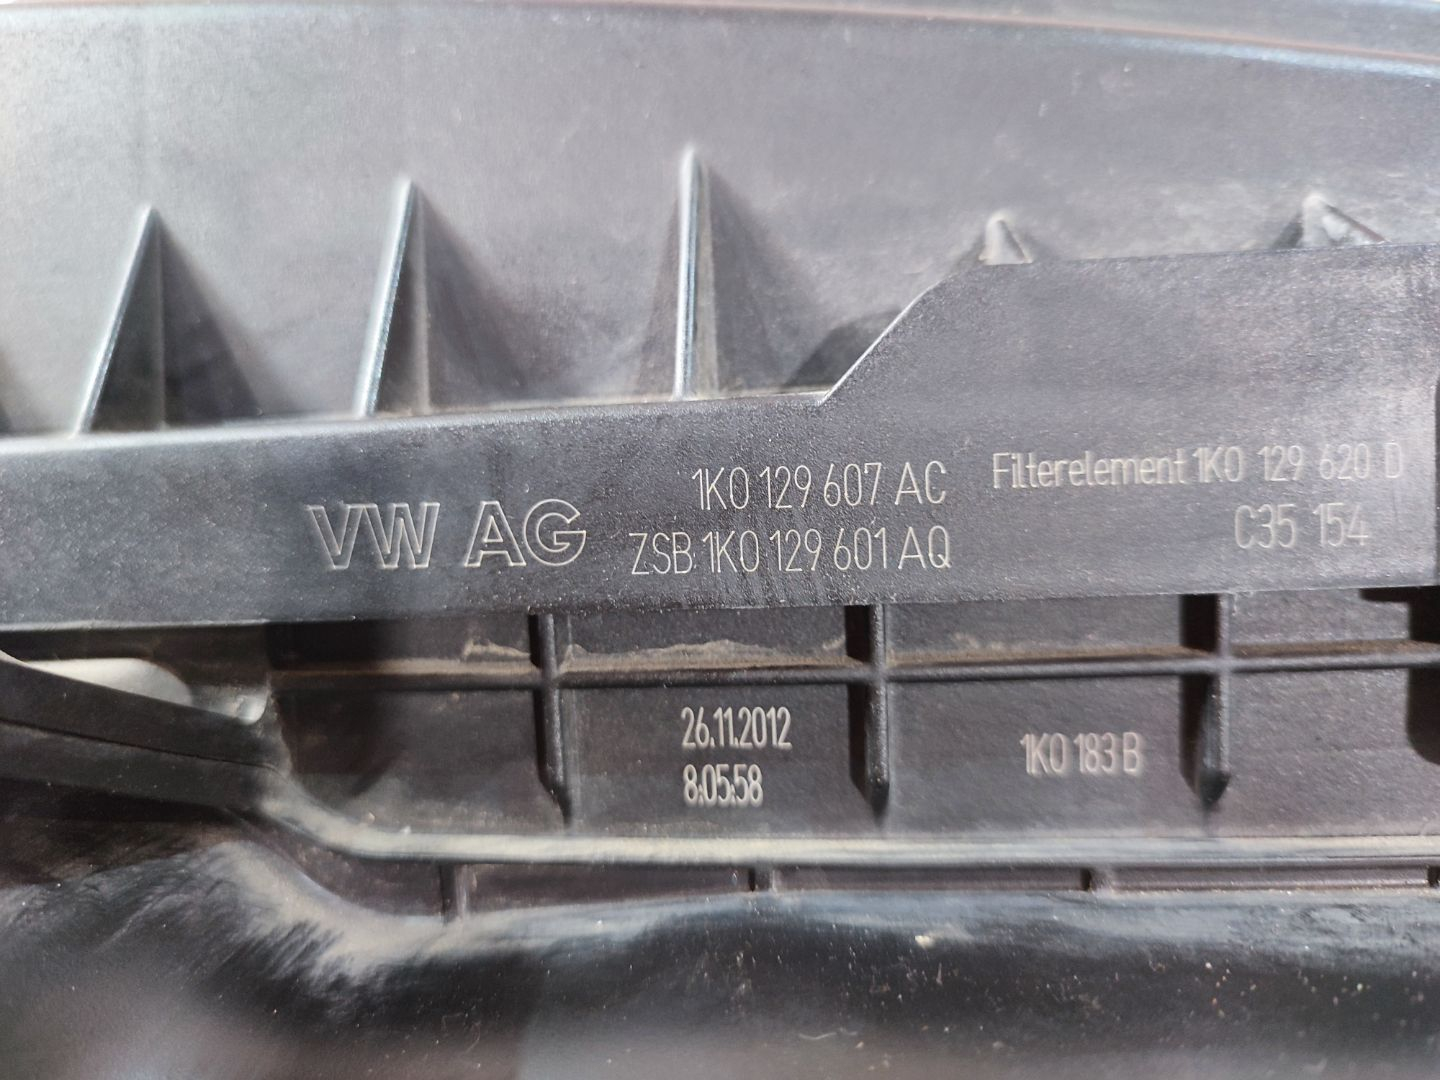 VW AG
1K0 129 607 AC
ZSB 1K0 129 601 AQ
Filterelement 1K0 129 620 D
C35 154
26.11.2012
8:05:58
1K0 183 B